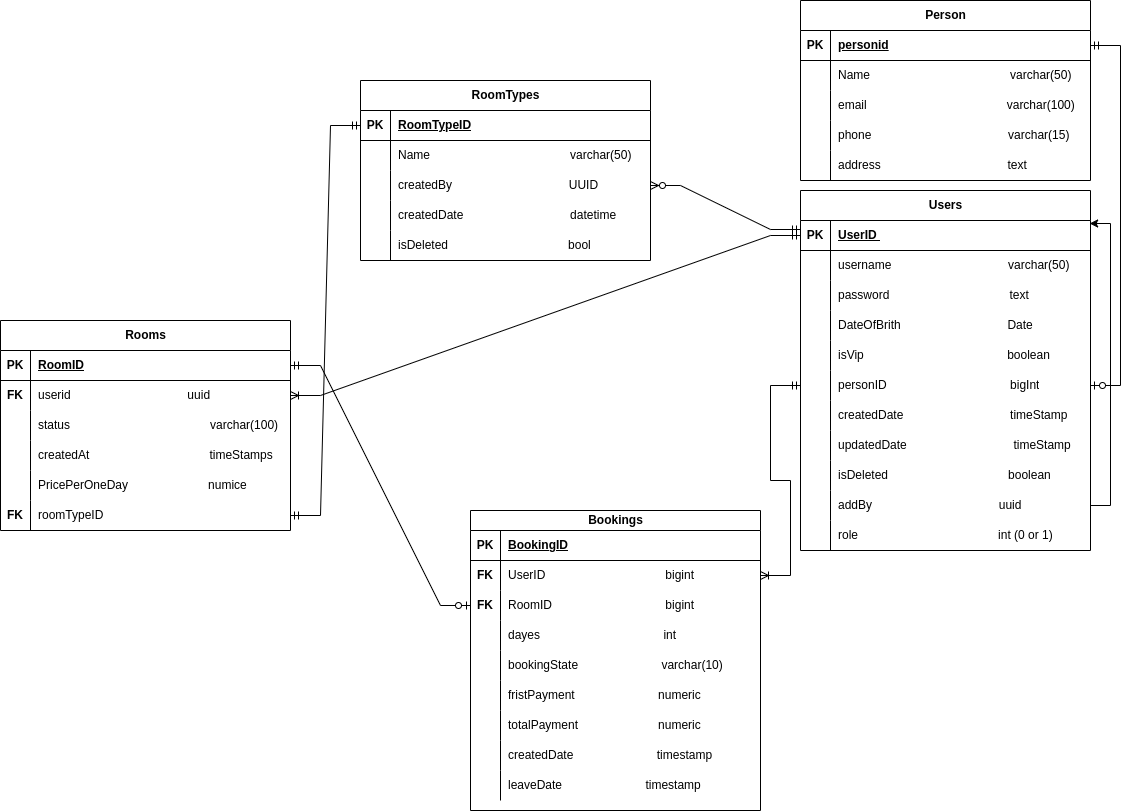 Person
PK personid
Name varchar(50)
email varchar(100)
phone varchar(15)
address text
RoomTypes
PK RoomTypeID
Name varchar(50)
createdBy UUID
createdDate datetime
isDeleted bool
Users
PK UserID
username varchar(50)
password text
DateOfBrith Date
isVip boolean
personID bigInt
createdDate timeStamp
updatedDate timeStamp
isDeleted boolean
addBy uuid
role int (0 or 1)
Rooms
PK RoomID
FK userid uuid
status varchar(100)
createdAt timeStamps
PricePerOneDay numice
FK roomTypeID
Bookings
PK BookingID
FK UserID bigint
FK RoomID bigint
dayes int
bookingState varchar(10)
fristPayment numeric
totalPayment numeric
createdDate timestamp
leaveDate timestamp